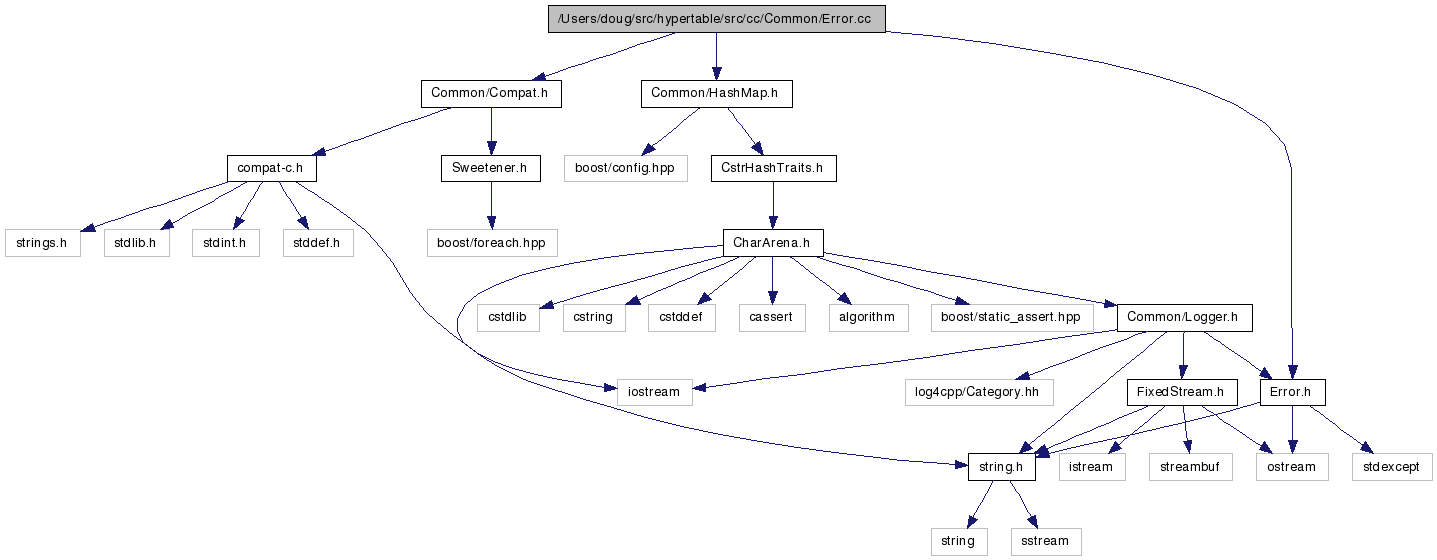 /Users/doug/src/hypertable/src/cc/Common/Error.cc
Common/Compat.h
Common/HashMap.h
compat-c.h
Sweetener.h
boost/config.hpp
CstrHashTraits.h
strings.h
stdlib.h
stdint.h
stddef.h
boost/foreach.hpp
CharArena.h
cstdlib
cstring
cstddef
cassert
algorithm
boost/static_assert.hpp
Common/Logger.h
iostream
log4cpp/Category.hh
FixedStream.h
Error.h
string.h
istream
streambuf
ostream
stdexcept
string
sstream